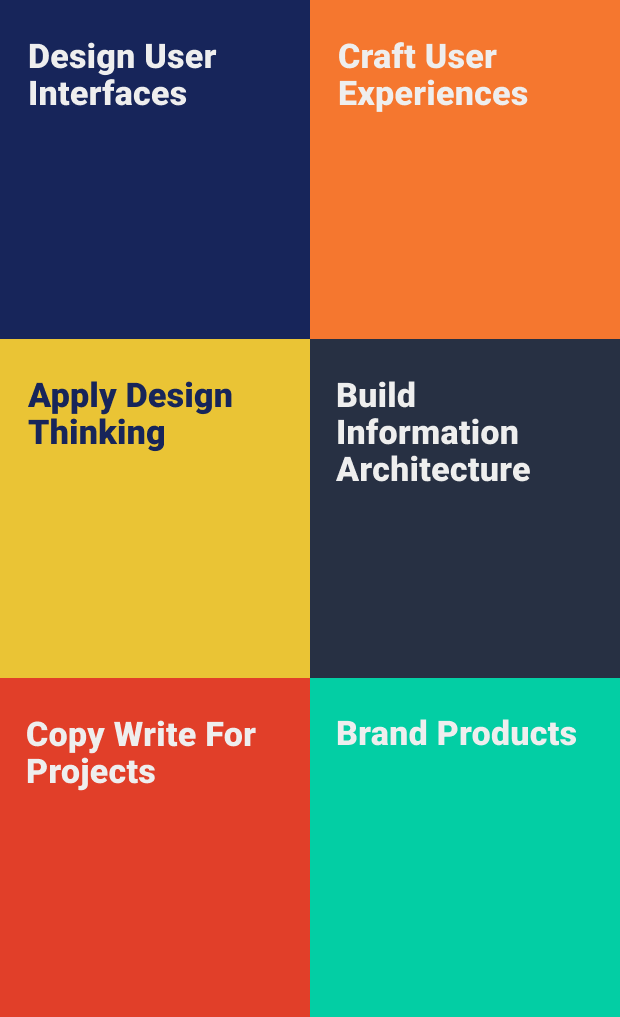 Design User
Interfaces
Craft User
Experiences
Apply Design
Thinking
Build
Information
Architecture
Copy Write For
Projects
Brand Products